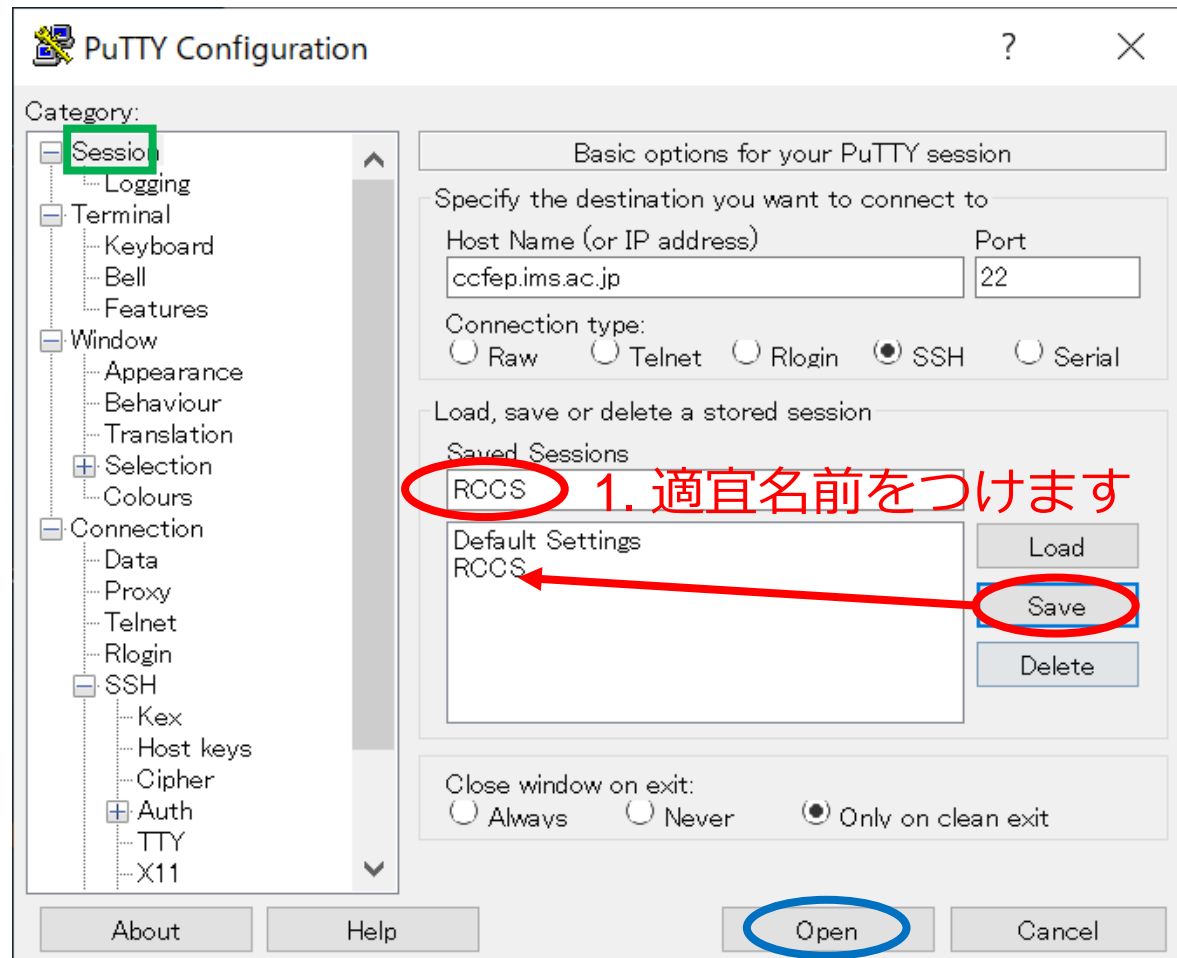 PuTTY Configuration
?
Category:
Session
Logging
Terminal
Keyboard
Bell
Features
Window
Appearance
Behaviour
Translation
Selection
Colours
Connection
Data
Proxy
Telnet
Rlogin
SSH
Kex
Host keys
Cipher
Auth
TTY
X11
Basic options for your PuTTY session
Specify the destination you want to connect to
Host Name (or IP address) Port
ccfep.ims.ac.jp 22
Connection type:
Raw Telnet Rlogin SSH Serial
Load, save or delete a stored session
Saved Sessions
RCCS 1. 適宜名前をつけます
Default Settings
RCCS
Load
Save
Delete
Close window on exit:
Always Never Only on clean exit
About Help Open Cancel